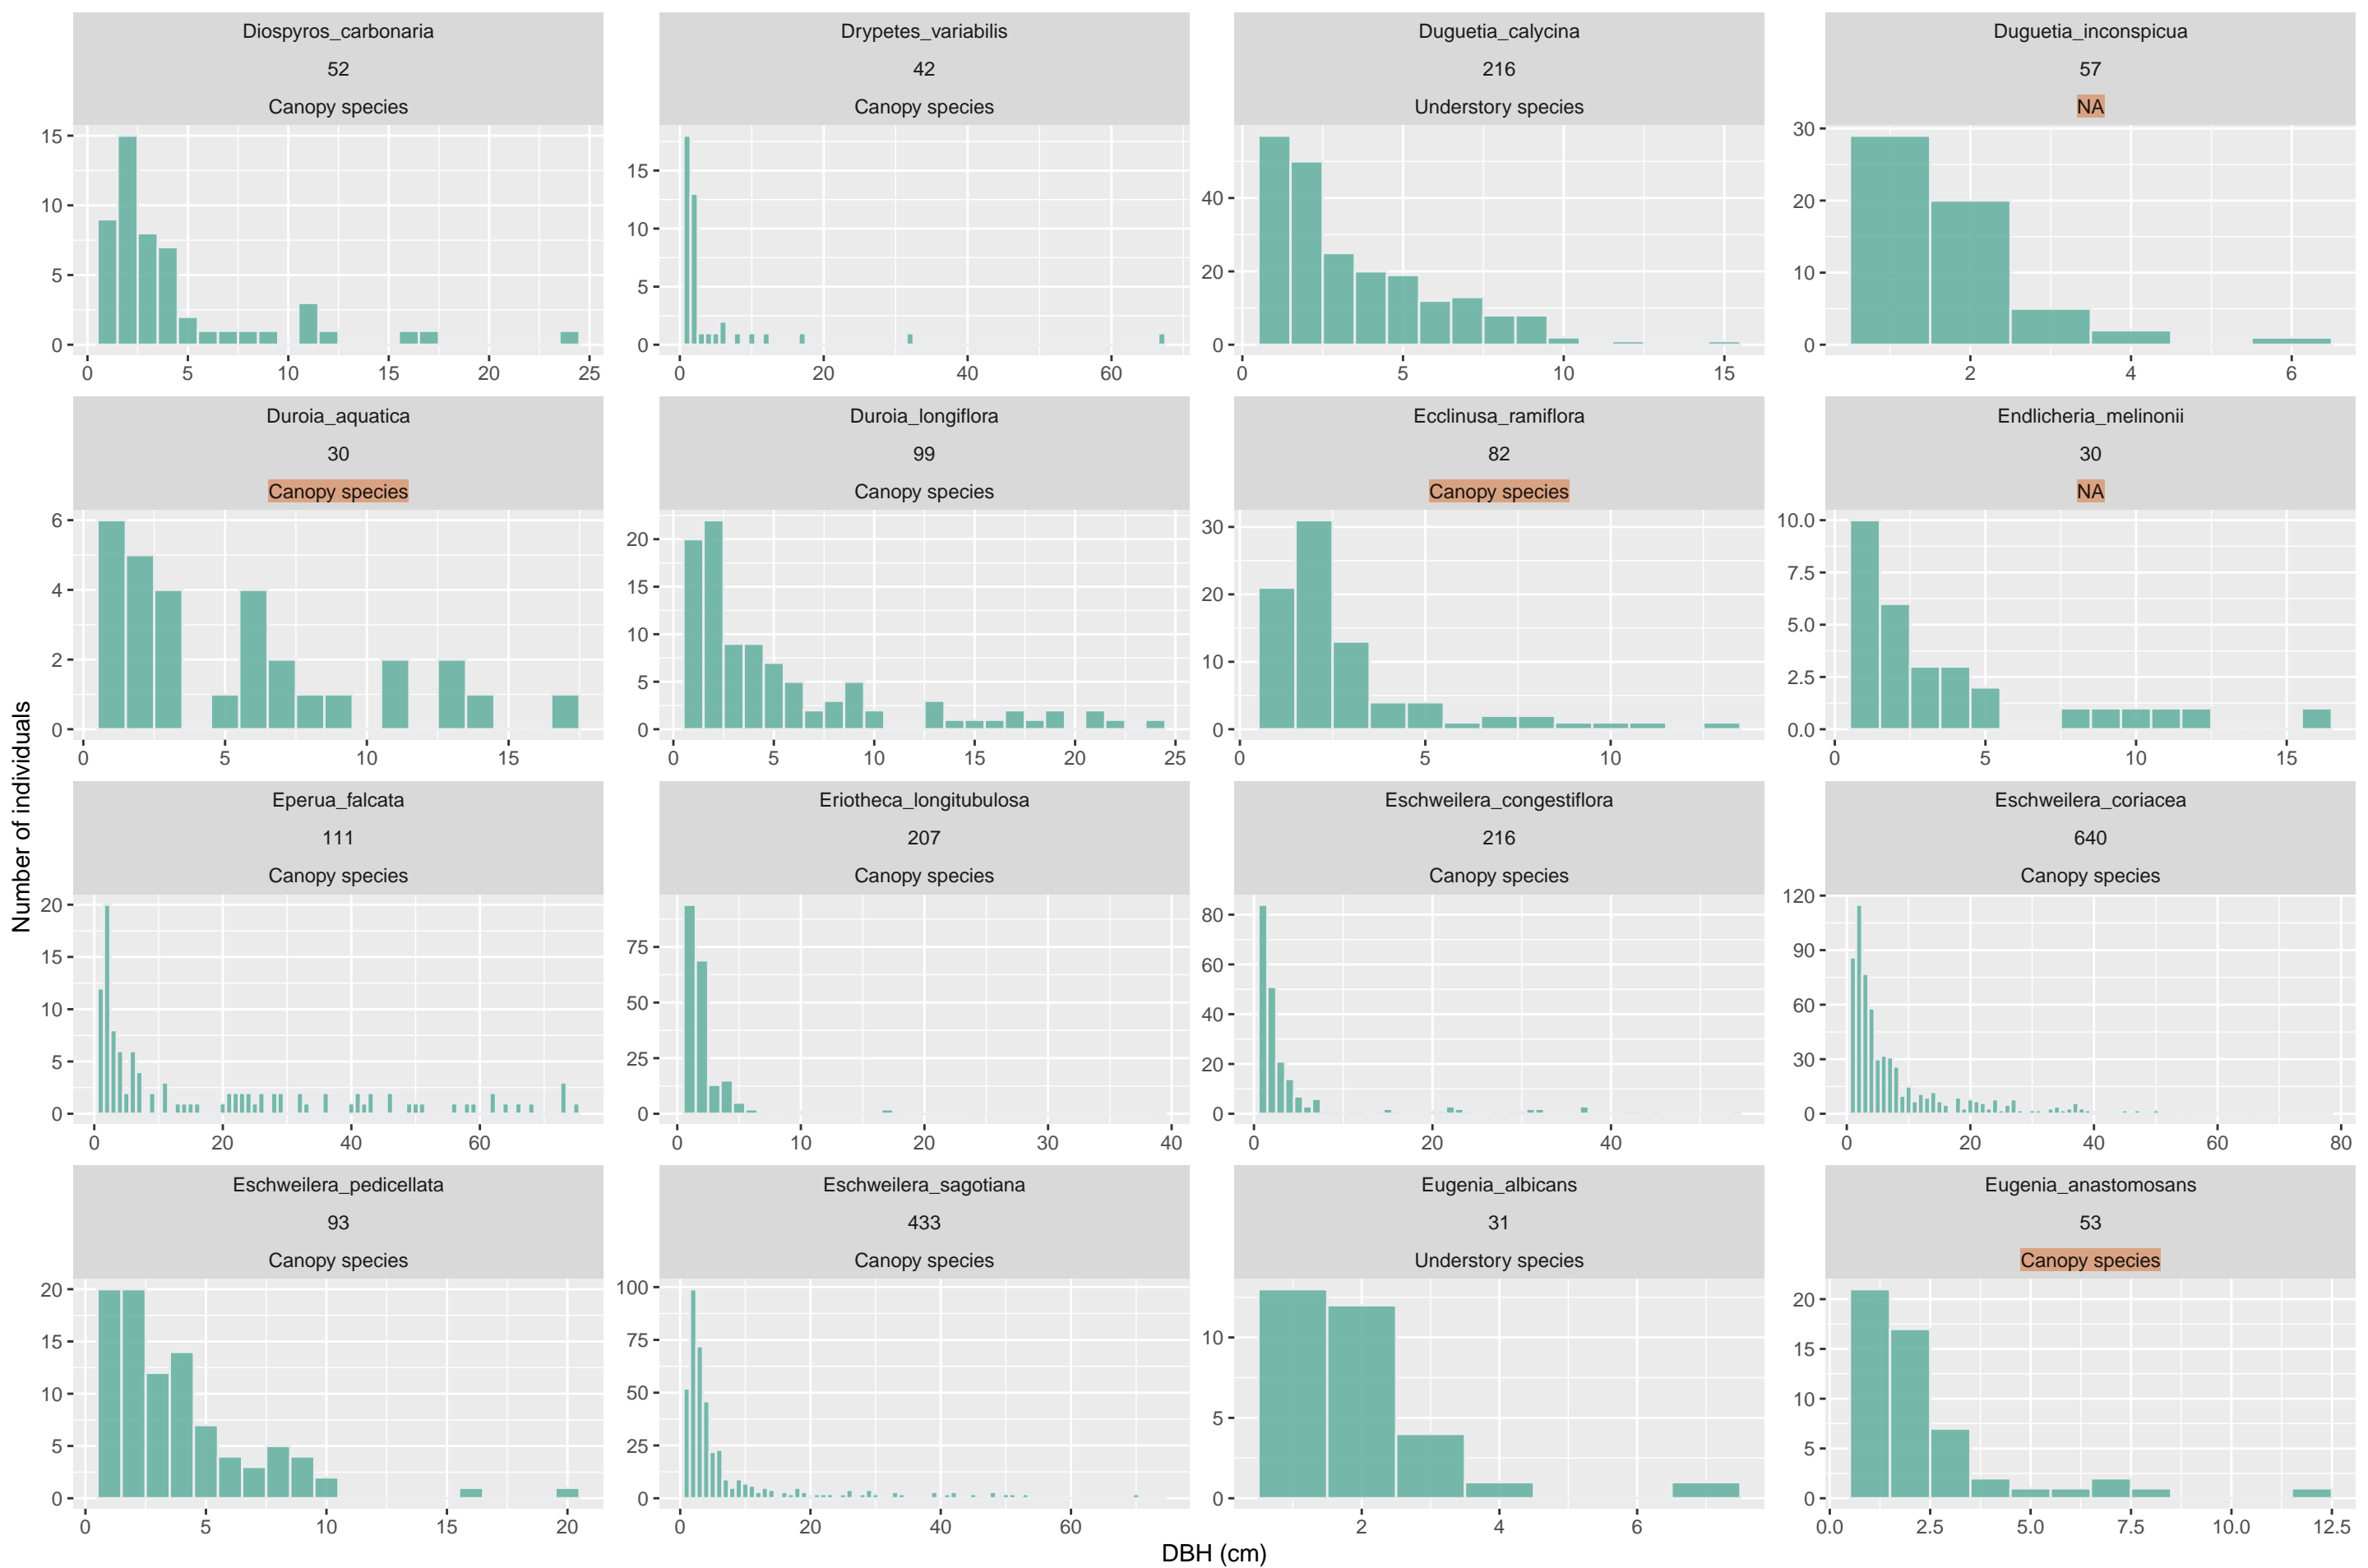 Diospyros_carbonaria
52
Canopy species
15
10
5
0
0 5 10 15 20 25
Drypetes_variabilis
42
Canopy species
15
10
5
0
0 20 40 60
Duguetia_calycina
216
Understory species
40
20
0
0 5 10 15
Duguetia_inconspicua
57
NA
30
20
10
0
2 4 6
Duroia_aquatica
30
Canopy species
6
4
2
0
0 5 10 15
Duroia_longiflora
99
Canopy species
20
15
10
5
0
0 5 10 15 20 25
Ecclinusa_ramiflora
82
Canopy species
30
20
10
0
0 5 10
Endlicheria_melinonii
30
NA
10.0
7.5
5.0
2.5
0.0
0 5 10 15
Number of individuals
Eperua_falcata
111
Canopy species
20
15
10
5
0
0 20 40 60
Eriotheca_longitubulosa
207
Canopy species
75
50
25
0
0 10 20 30 40
Eschweilera_congestiflora
216
Canopy species
80
60
40
20
0
0 20 40
Eschweilera_coriacea
640
Canopy species
120
90
60
30
0
0 20 40 60 80
Eschweilera_pedicellata
93
Canopy species
20
15
10
5
0
0 5 10 15 20
Eschweilera_sagotiana
433
Canopy species
100
75
50
25
0
0 20 40 60
Eugenia_albicans
31
Understory species
10
5
0
2 4 6
Eugenia_anastomosans
53
Canopy species
20
15
10
5
0
0.0 2.5 5.0 7.5 10.0 12.5
DBH (cm)